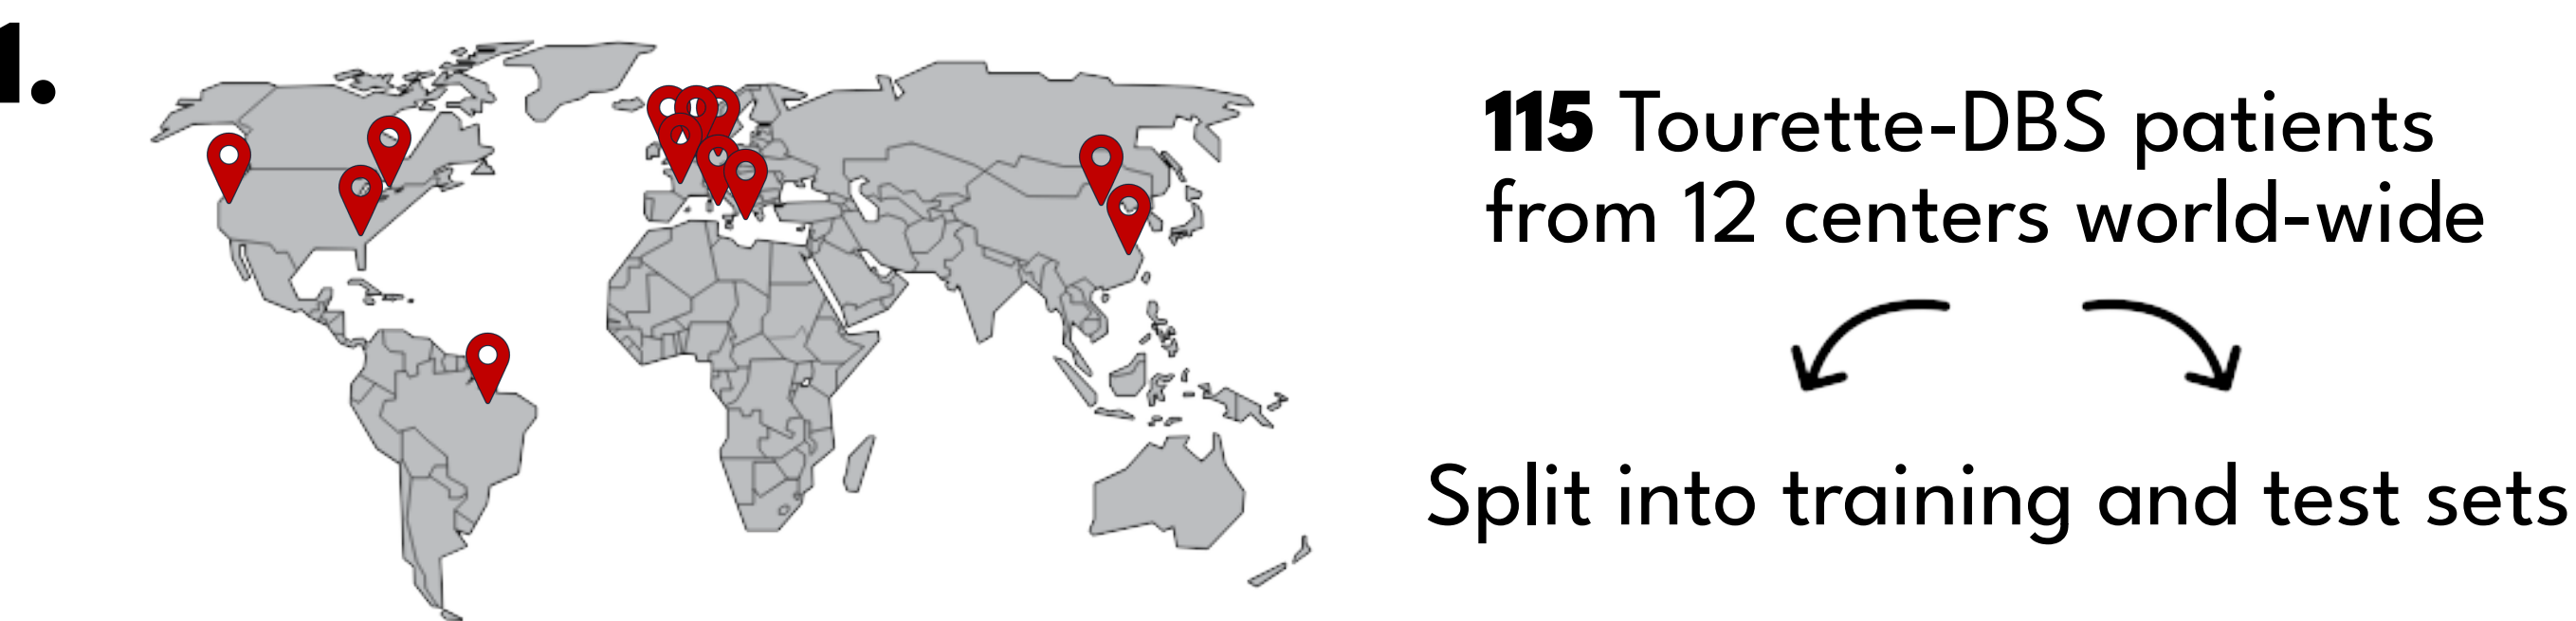 1.
115 Tourette-DBS patients
from 12 centers world-wide
Split into training and test sets